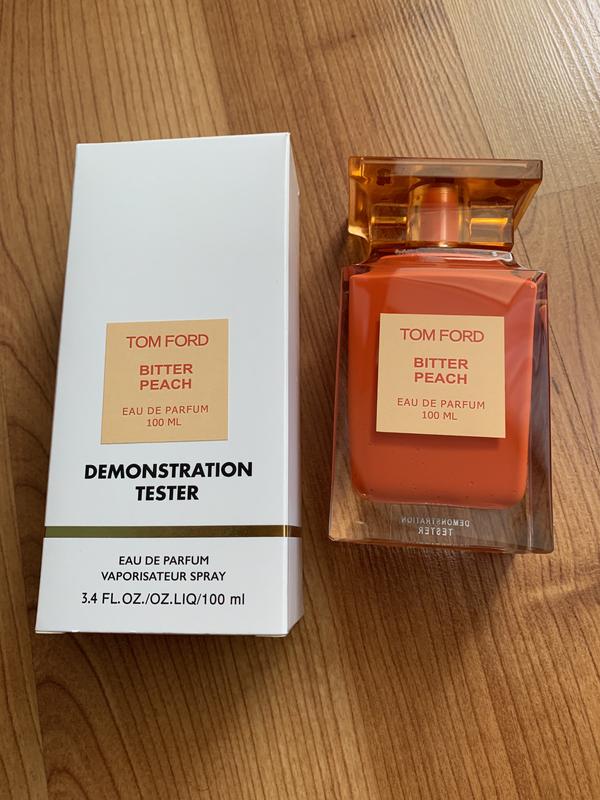 TOM FORD
BITTER
PEACH
EAU DE PARFUM
100 ML
DEMONSTRATION
TESTER
EAU DE PARFUM
VAPORISATEUR SPRAY
3.4 FL.OZ./OZ.LIQ/100 ml
TOM FORD
BITTER
PEACH
EAU DE PARFUM
100 ML
DEMONSTRATION
TESTER